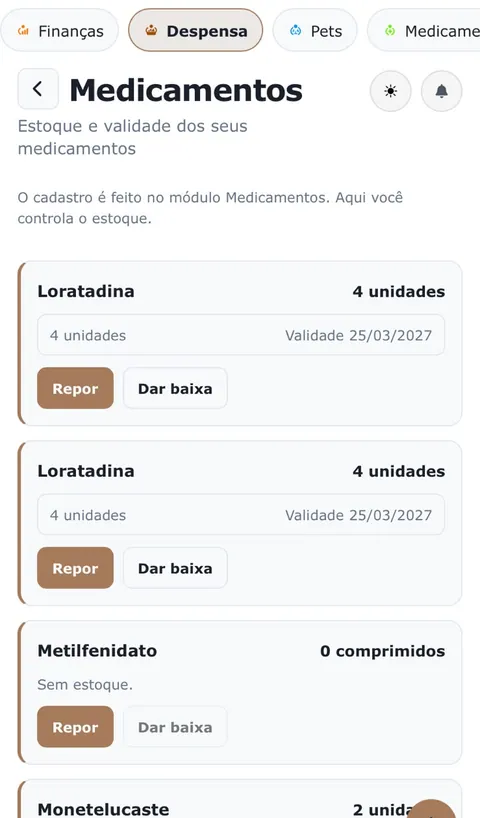 Finanças
Despensa
Pets
Medicame
Medicamentos
Estoque e validade dos seus
medicamentos
O cadastro é feito no módulo Medicamentos. Aqui você
controla o estoque.
Loratadina
4 unidades
4 unidades
Validade 25/03/2027
Repor
Dar baixa
Loratadina
4 unidades
4 unidades
Validade 25/03/2027
Repor
Dar baixa
Metilfenidato
0 comprimidos
Sem estoque.
Repor
Dar baixa
Monetelucaste
2 unida